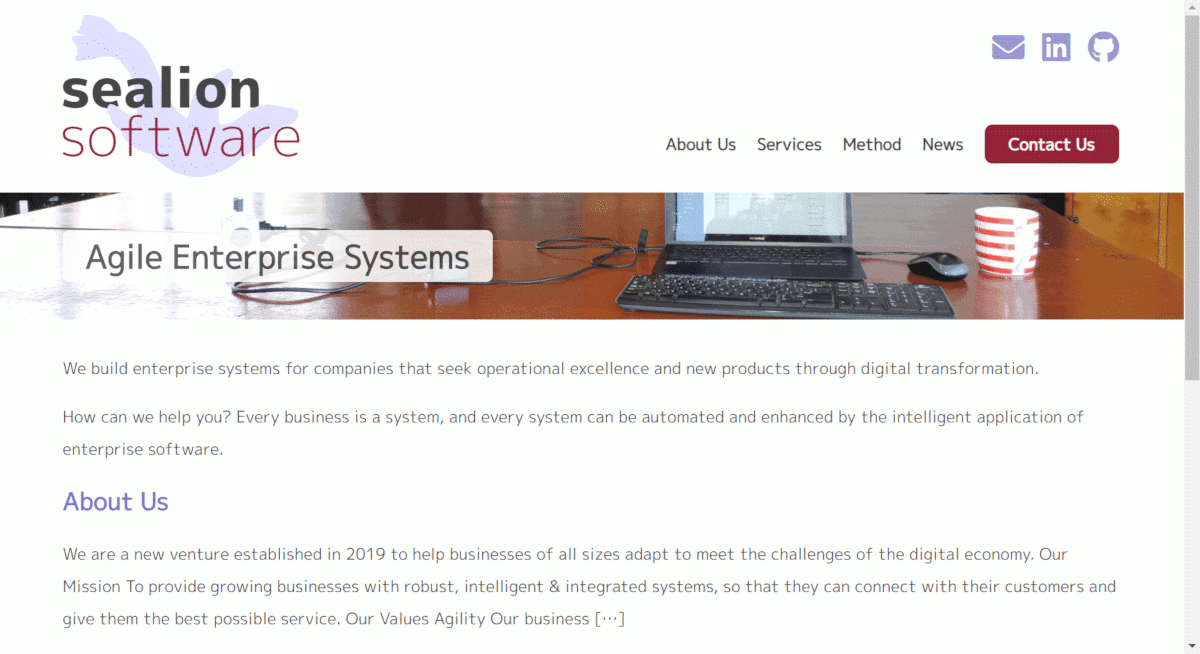 sealion
software
About Us Services Method News Contact Us
Agile Enterprise Systems
We build enterprise systems for companies that seek operational excellence and new products through digital transformation.
How can we help you? Every business is a system, and every system can be automated and enhanced by the intelligent application of
enterprise software.
About Us
We are a new venture established in 2019 to help businesses of all sizes adapt to meet the challenges of the digital economy. Our
Mission To provide growing businesses with robust, intelligent & integrated systems, so that they can connect with their customers and
give them the best possible service. Our Values Agility Our business […]